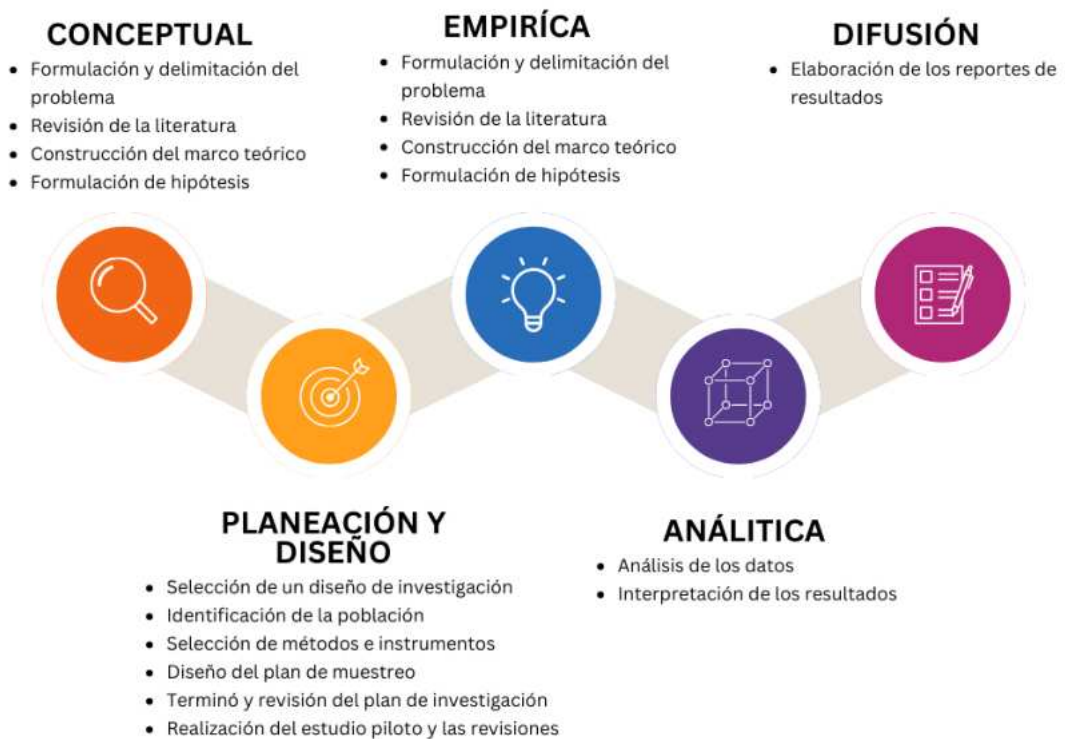 CONCEPTUAL
• Formulación y delimitación del
problema
• Revisión de la literatura
• Construcción del marco teórico
• Formulación de hipótesis
EMPIRÍCA
• Formulación y delimitación del
problema
• Revisión de la literatura
• Construcción del marco teórico
• Formulación de hipótesis
DIFUSIÓN
• Elaboración de los reportes de
resultados
PLANEACIÓN Y
DISEÑO
• Selección de un diseño de investigación
• Identificación de la población
• Selección de métodos e instrumentos
• Diseño del plan de muestreo
• Terminó y revisión del plan de investigación
• Realización del estudio piloto y las revisiones
ANÁLITICA
• Análisis de los datos
• Interpretación de los resultados